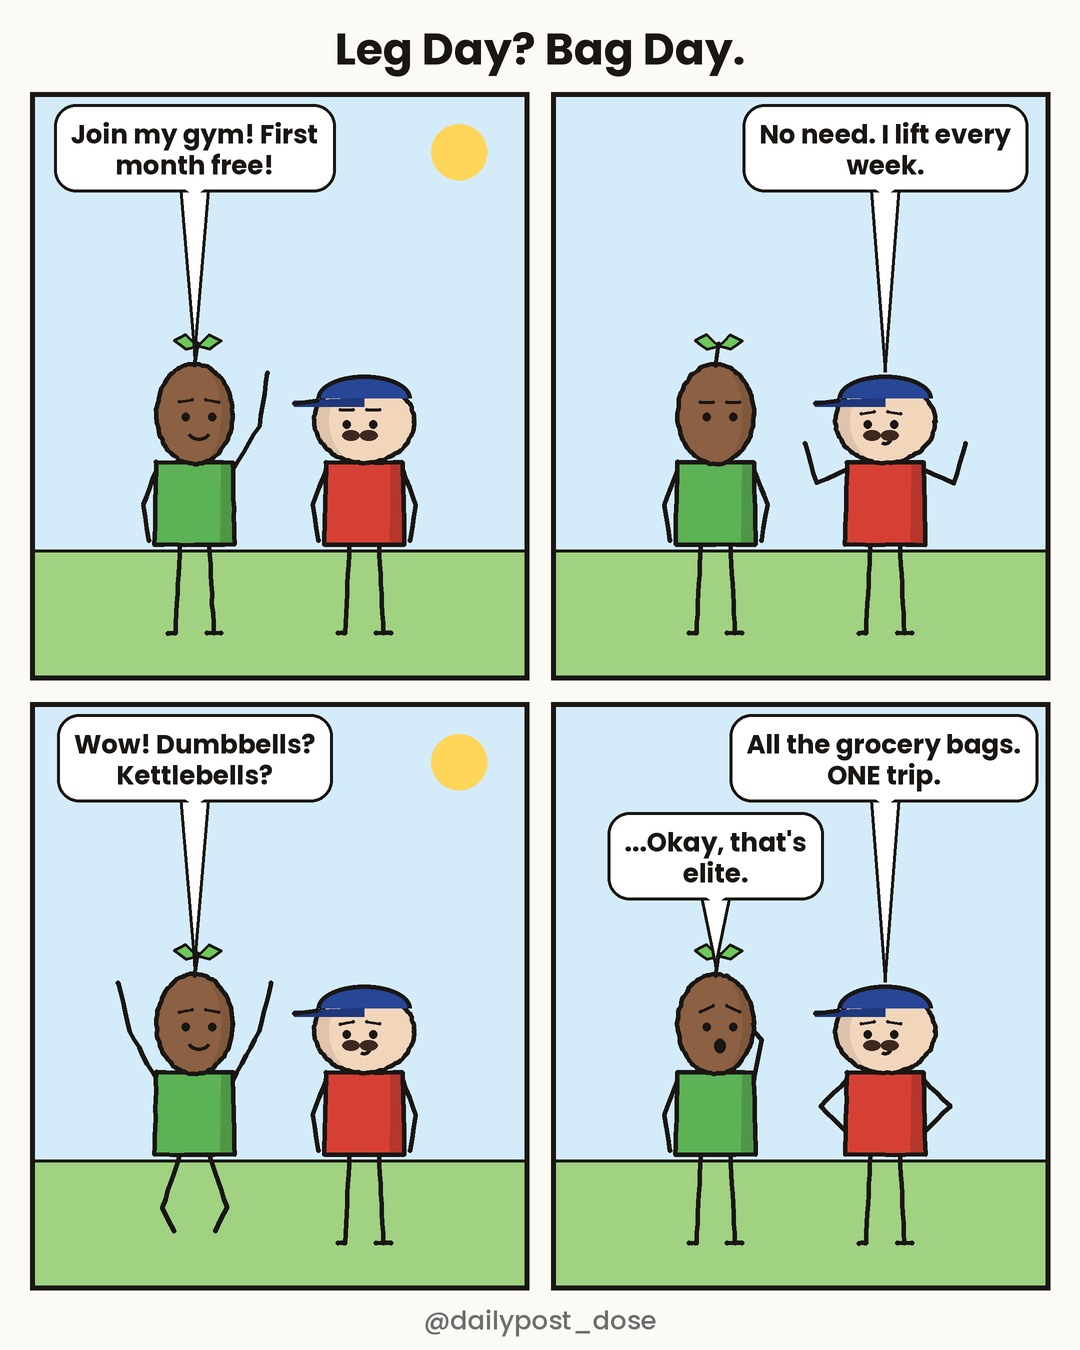 Leg Day? Bag Day.
Join my gym! First
month free!
No need. I lift every
week.
Wow! Dumbbells?
Kettlebells?
All the grocery bags.
ONE trip.
...Okay, that's
elite.
@dailypost_dose